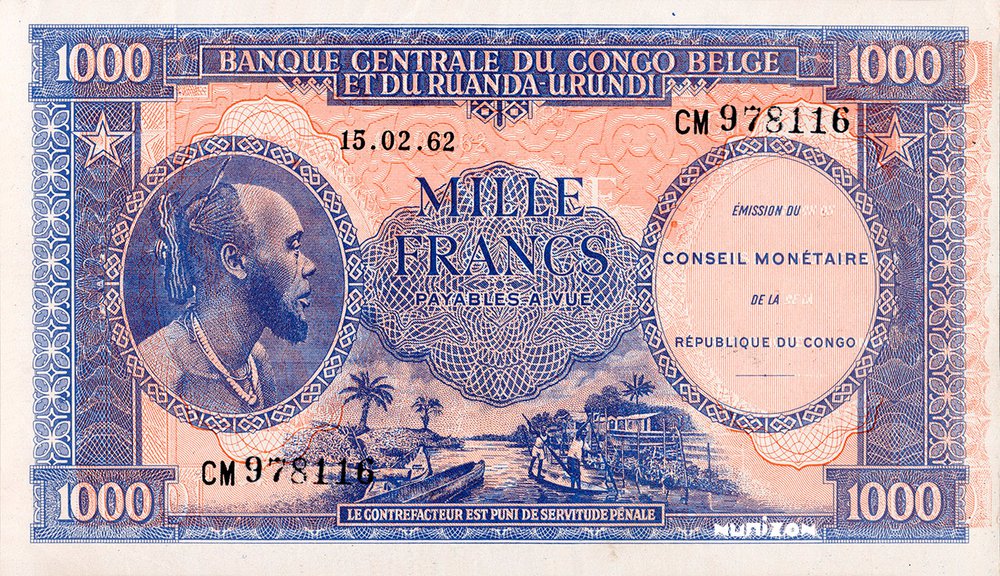 1000
BANQUE CENTRALE DU CONGO BELGE
1000
ET DU RUANDA-URUNDI
15.02.62
CM 978116
MILLE
FRANCS
PAYABLES A VUE
ÉMISSION DU
CONSEIL MONÉTAIRE
DE LA
RÉPUBLIQUE DU CONGO
CM 978116
1000
LE CONTREFACTEUR EST PUNI DE SERVITUDE PÉNALE
1000
NUMIZON